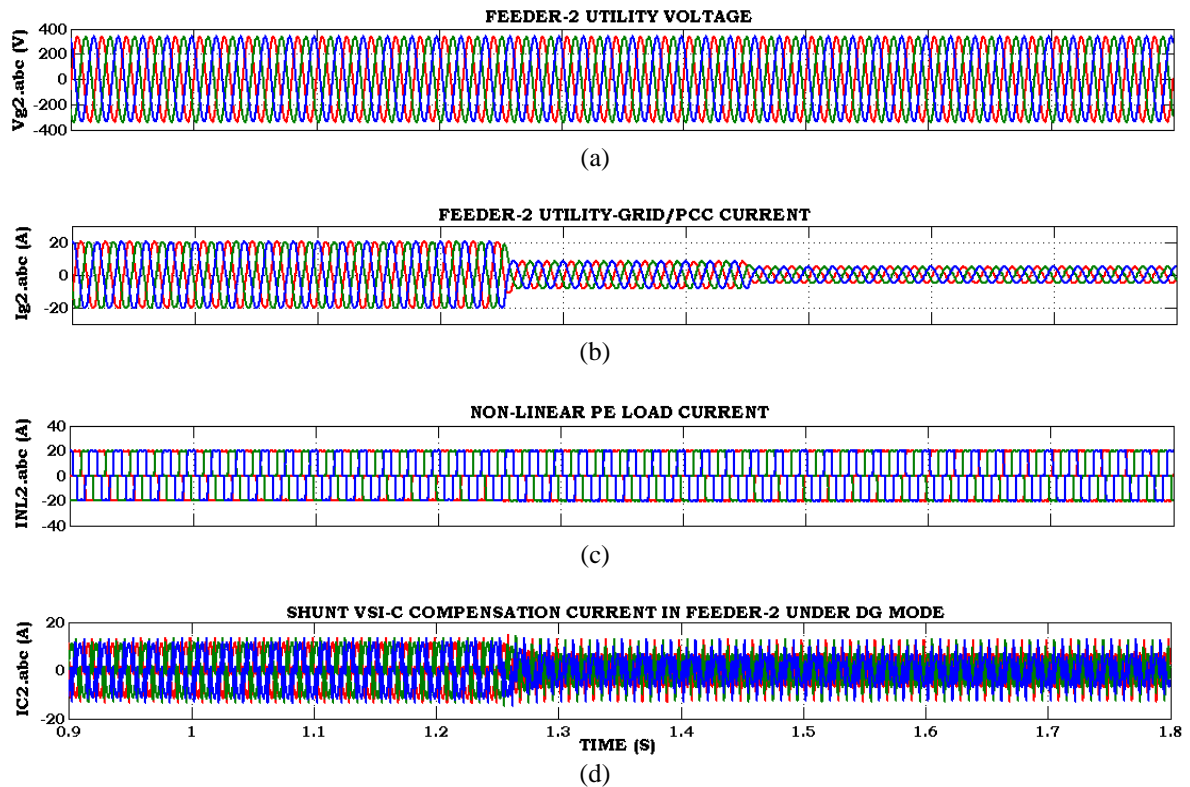 FEEDER-2 UTILITY VOLTAGE
Vg2.abc (V)
400
200
0
-200
-400
(a)
FEEDER-2 UTILITY-GRID/PCC CURRENT
Ig2.abc (A)
20
0
-20
(b)
NON-LINEAR PE LOAD CURRENT
INL2.abc (A)
40
20
0
-20
-40
(c)
SHUNT VSI-C COMPENSATION CURRENT IN FEEDER-2 UNDER DG MODE
IC2.abc (A)
20
0
-20
0.9 1 1.1 1.2 1.3 1.4 1.5 1.6 1.7 1.8
TIME (S)
(d)